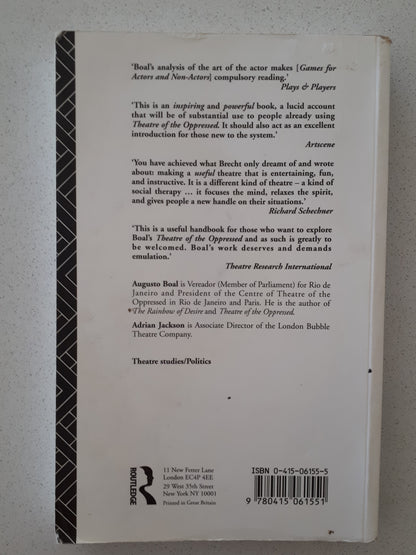 ‘Boal’s analysis of the art of the actor makes [Games for
Actors and Non-Actors] compulsory reading.’
Plays & Players
‘This is an inspiring and powerful book, a lucid account
that will be of substantial use to people already using
Theatre of the Oppressed. It should also act as an excellent
introduction for those new to the system.’
Artscene
‘You have achieved what Brecht only dreamt of and wrote
about: making a useful theatre that is entertaining, fun,
and instructive. It is a different kind of theatre – a kind of
social therapy … it focuses the mind, relaxes the spirit,
and gives people a new handle on their situations.’
Richard Schechner
‘This is a useful handbook for those who want to explore
Boal’s Theatre of the Oppressed and as such is greatly to
be welcomed. Boal’s work deserves and demands
emulation.’
Theatre Research International
Augusto Boal is Vereador (Member of Parliament) for Rio de
Janeiro and President of the Centre of Theatre of the
Oppressed in Rio de Janeiro and Paris. He is the author of
The Rainbow of Desire and Theatre of the Oppressed.
Adrian Jackson is Associate Director of the London Bubble
Theatre Company.
Theatre studies/Politics
ROUTLEDGE
11 New Fetter Lane
London EC4P 4EE
29 West 35th Street
New York NY 10001
Printed in Great Britain
ISBN 0-415-06155-5
9 780415 061551